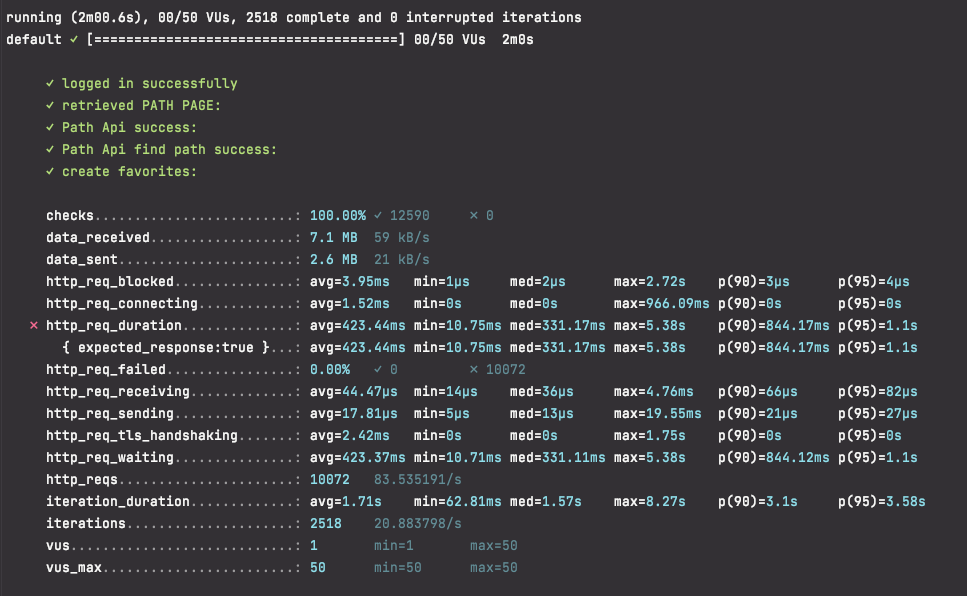 running (2m00.6s), 00/50 VUs, 2518 complete and 0 interrupted iterations
default ✓ [======================================] 00/50 VUs  2m0s
✓ logged in successfully
✓ retrieved PATH PAGE:
✓ Path Api success:
✓ Path Api find path success:
✓ create favorites:
checks.........................: 100.00% ✓ 12590     ✗ 0
data_received..................: 7.1 MB  59 kB/s
data_sent......................: 2.6 MB  21 kB/s
http_req_blocked...............: avg=3.95ms   min=1µs     med=2µs      max=2.72s    p(90)=3µs      p(95)=4µs
http_req_connecting............: avg=1.52ms   min=0s      med=0s       max=966.09ms p(90)=0s       p(95)=0s
✗ http_req_duration..............: avg=423.44ms min=10.75ms med=331.17ms max=5.38s    p(90)=844.17ms p(95)=1.1s
{ expected_response:true }...: avg=423.44ms min=10.75ms med=331.17ms max=5.38s    p(90)=844.17ms p(95)=1.1s
http_req_failed................: 0.00%   ✓ 0         ✗ 10072
http_req_receiving.............: avg=44.47µs  min=14µs    med=36µs     max=4.76ms   p(90)=66µs     p(95)=82µs
http_req_sending...............: avg=17.81µs  min=5µs     med=13µs     max=19.55ms  p(90)=21µs     p(95)=27µs
http_req_tls_handshaking.......: avg=2.42ms   min=0s      med=0s       max=1.75s    p(90)=0s       p(95)=0s
http_req_waiting...............: avg=423.37ms min=10.71ms med=331.11ms max=5.38s    p(90)=844.12ms p(95)=1.1s
http_reqs......................: 10072   83.535191/s
iteration_duration.............: avg=1.71s    min=62.81ms med=1.57s    max=8.27s    p(90)=3.1s     p(95)=3.58s
iterations.....................: 2518    20.883798/s
vus............................: 1       min=1       max=50
vus_max........................: 50      min=50      max=50